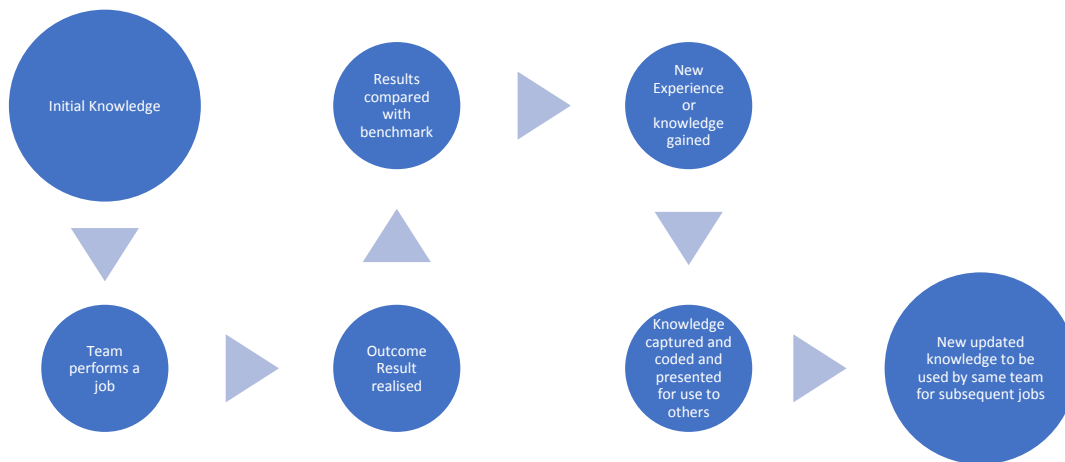 Initial Knowledge
Team
performs a
job
Outcome
Result
realised
Results
compared
with
benchmark
New
Experience
or
knowledge
gained
Knowledge
captured and
coded and
presented
for use to
others
New updated
knowledge to be
used by same team
for subsequent jobs